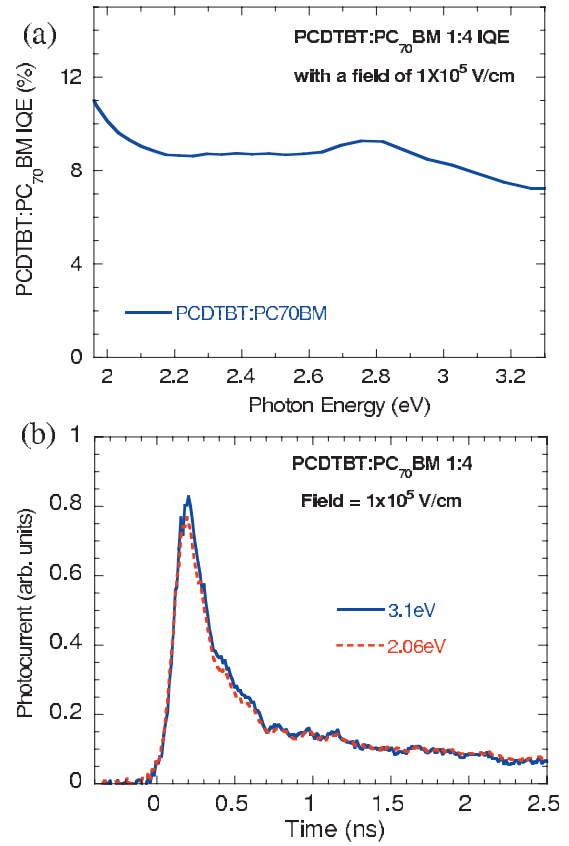 (a)
PCDTBT:PC70BM 1:4 IQE
with a field of 1X10^5 V/cm
PCDTBT:PC70BM IQE (%)
12
8
4
0
PCDTBT:PC70BM
2
2.2
2.4
2.6
2.8
3
3.2
Photon Energy (eV)
(b)
PCDTBT:PC70BM 1:4
Field = 1x10^5 V/cm
Photocurrent (arb. units)
1
0.8
0.6
0.4
0.2
0
3.1eV
2.06eV
0
0.5
1
1.5
2
2.5
Time (ns)